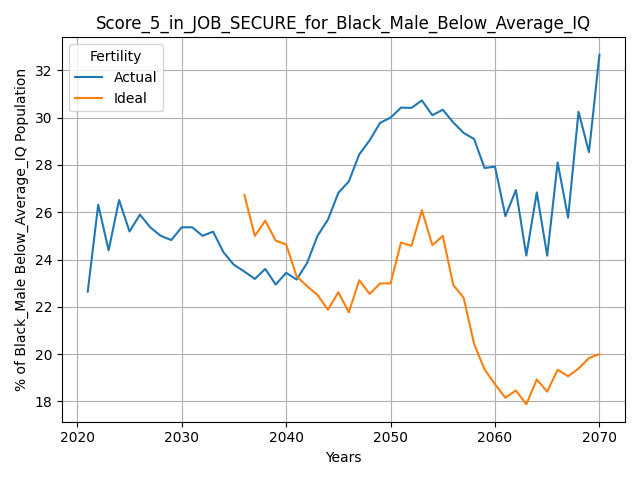 Score_5_in_JOB_SECURE_for_Black_Male_Below_Average_IQ
% of Black_Male Below_Average_IQ Population
32
30
28
26
24
22
20
18
Fertility
Actual
Ideal
2020 2030 2040 2050 2060 2070
Years